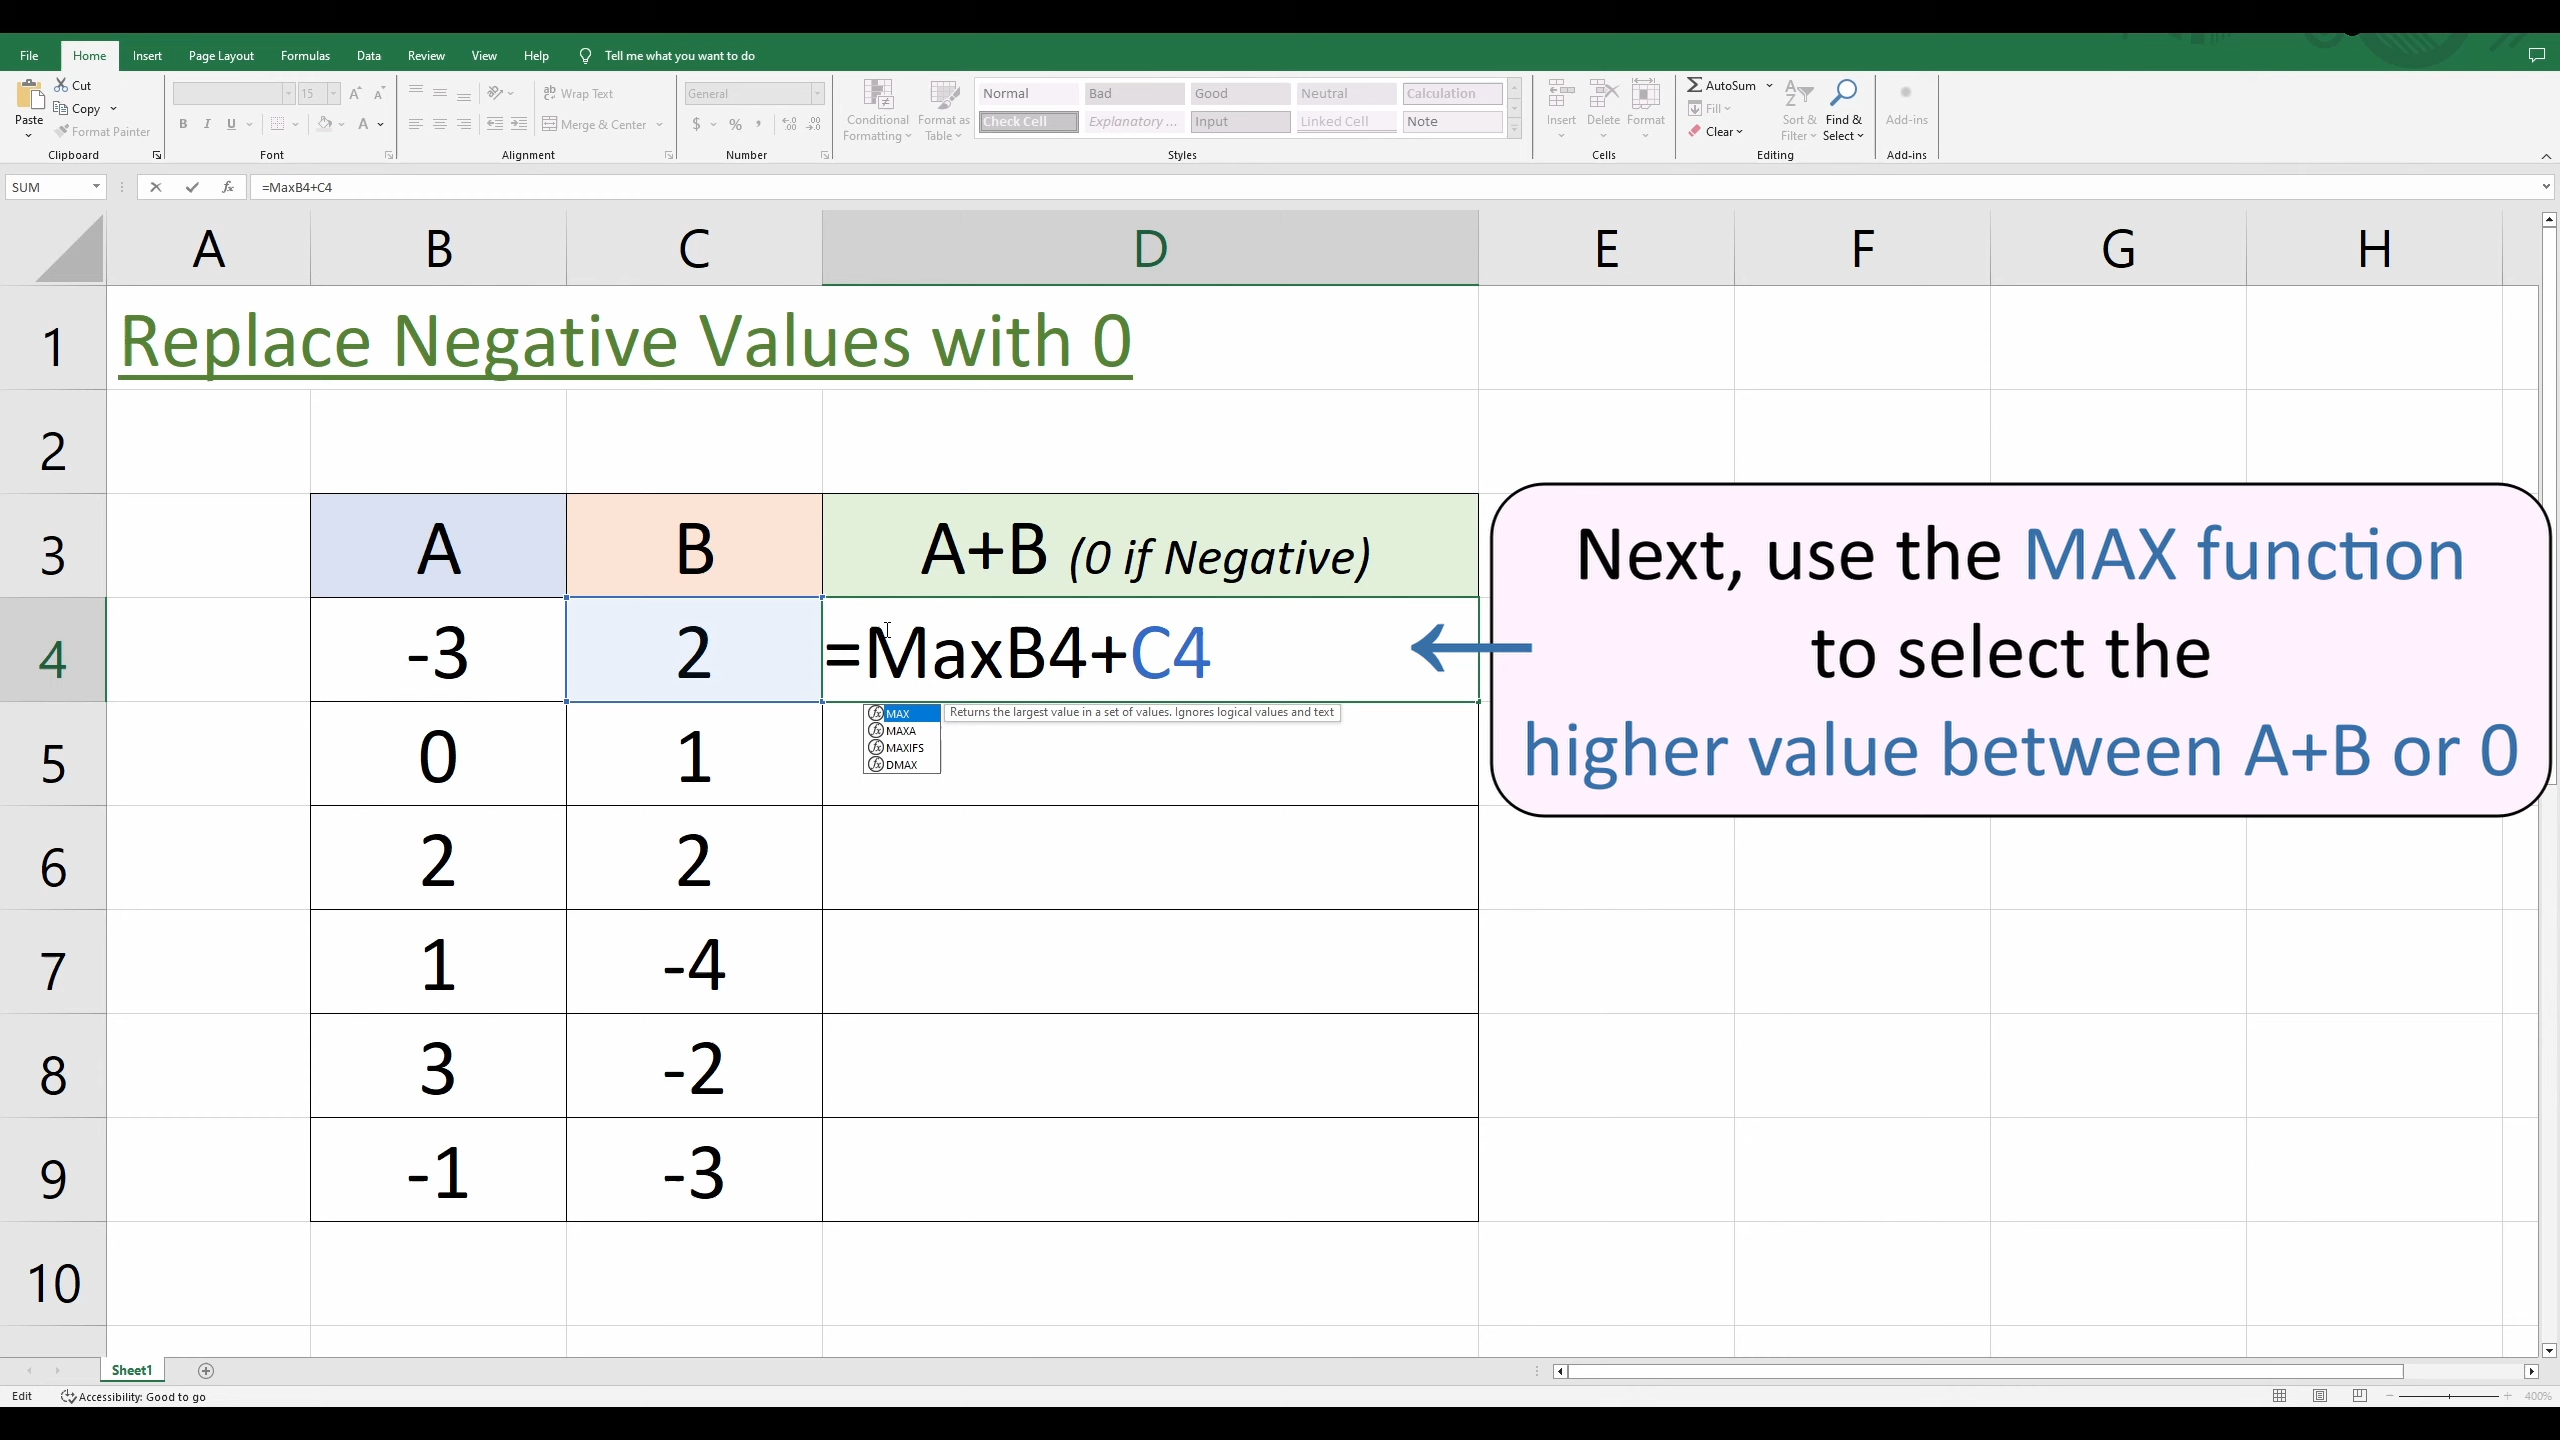 File Home Insert Page Layout Formulas Data Review View Help Tell me what you want to do
Paste
Cut
Copy
Format Painter
Clipboard
15 A A
B I U A
Font
ab Wrap Text
Merge & Center
Alignment
General
$ %
Number
Conditional Formatting
Format as Table
Normal Bad Good Neutral Calculation
Check Cell Explanatory ... Input Linked Cell Note
Styles
Insert Delete Format
Cells
AutoSum
Fill
Clear
Sort & Filter
Find & Select
Editing
Add-ins
Add-ins
SUM fx =MaxB4+C4
A B C D E F G H
1 Replace Negative Values with 0
2
3 A B A+B (0 if Negative)
4 -3 2 =MaxB4+C4
MAX Returns the largest value in a set of values. Ignores logical values and text
MAXA
MAXIFS
DMAX
5 0 1
6 2 2
7 1 -4
8 3 -2
9 -1 -3
10
Next, use the MAX function
to select the
higher value between A+B or 0
Sheet1
Edit Accessibility: Good to go 400%